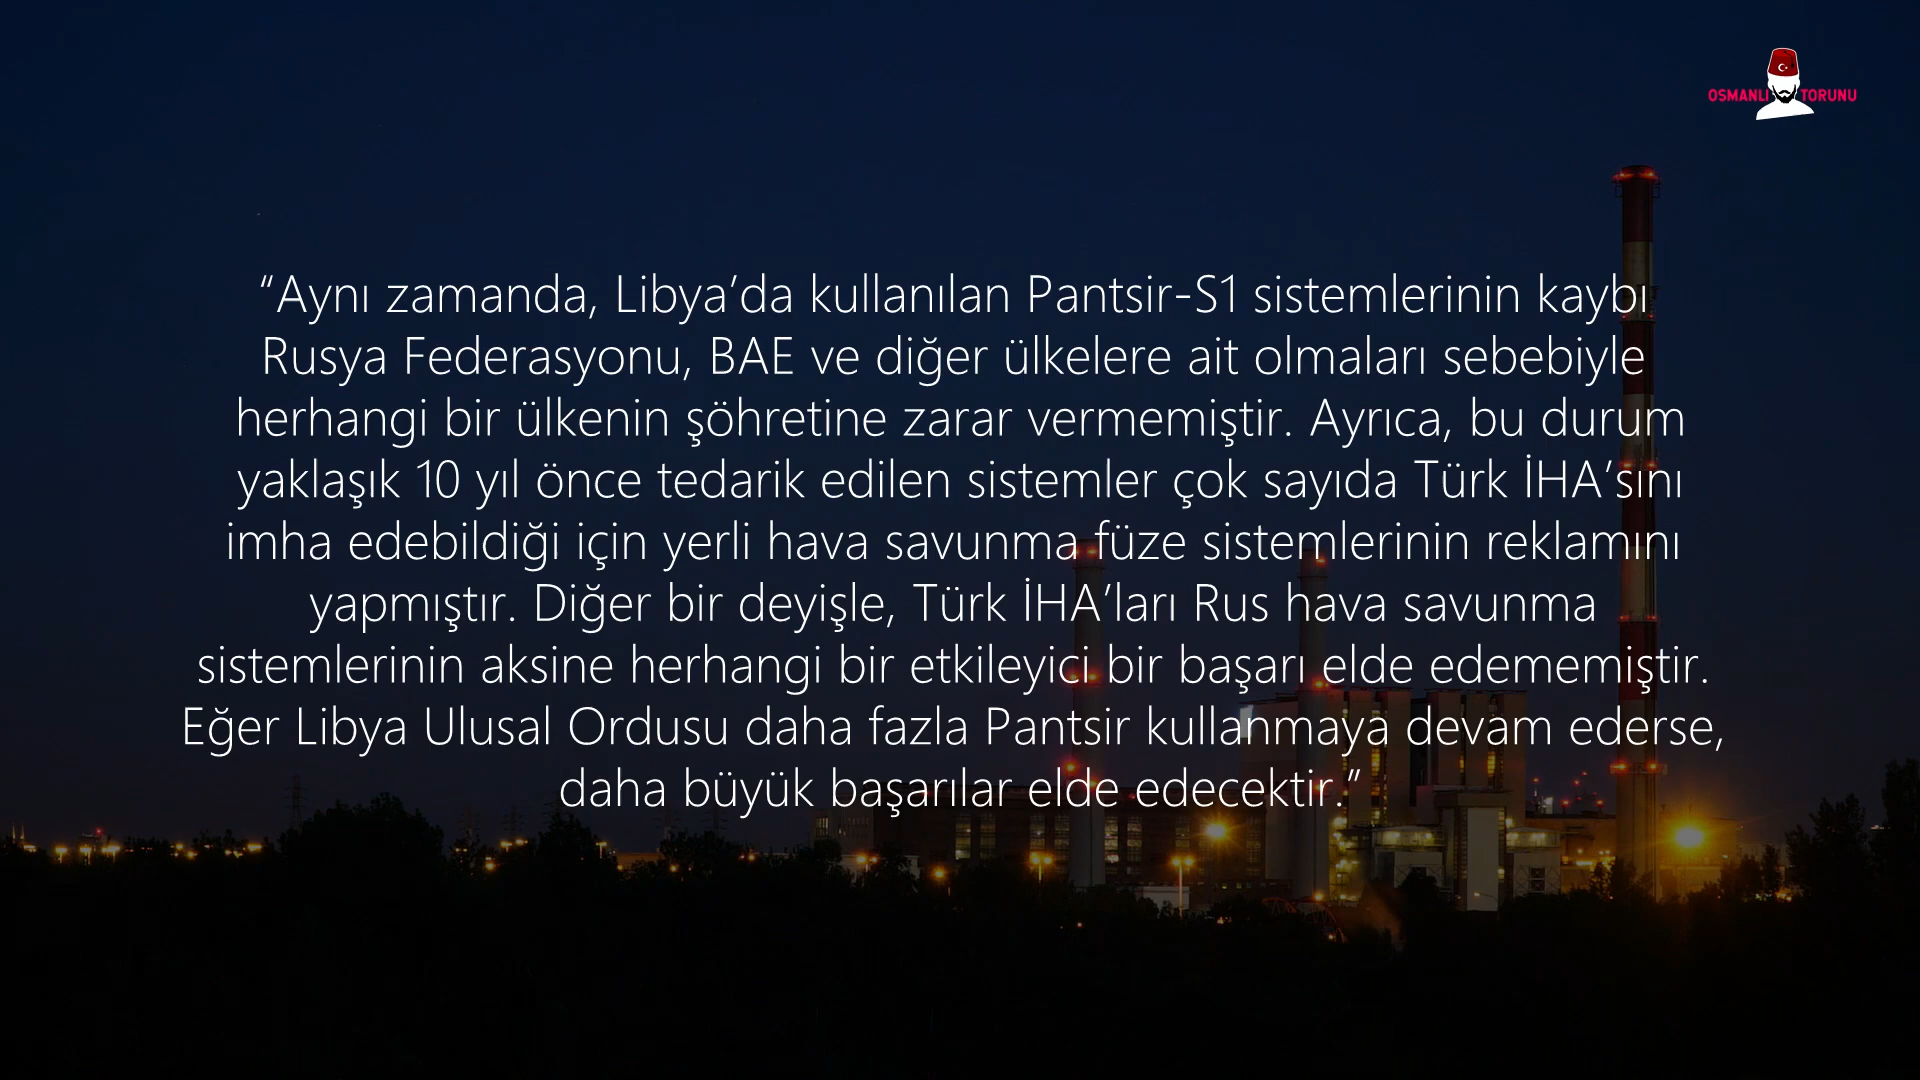 OSMANLI TORUNU
“Aynı zamanda, Libya’da kullanılan Pantsir-S1 sistemlerinin kaybı
Rusya Federasyonu, BAE ve diğer ülkelere ait olmaları sebebiyle
herhangi bir ülkenin şöhretine zarar vermemiştir. Ayrıca, bu durum
yaklaşık 10 yıl önce tedarik edilen sistemler çok sayıda Türk İHA’sını
imha edebildiği için yerli hava savunma füze sistemlerinin reklamını
yapmıştır. Diğer bir deyişle, Türk İHA’ları Rus hava savunma
sistemlerinin aksine herhangi bir etkileyici bir başarı elde edememiştir.
Eğer Libya Ulusal Ordusu daha fazla Pantsir kullanmaya devam ederse,
daha büyük başarılar elde edecektir.”